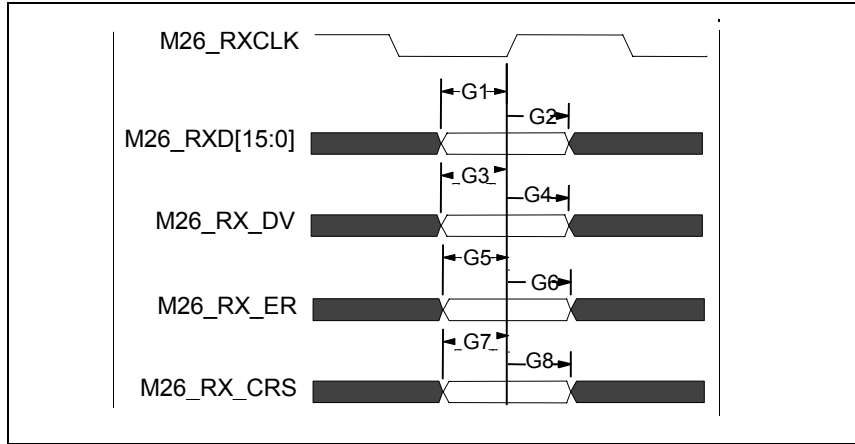 M26_RXCLK
G1
G2
M26_RXD[15:0]
G3
G4
M26_RX_DV
G5
G6
M26_RX_ER
G7
G8
M26_RX_CRS